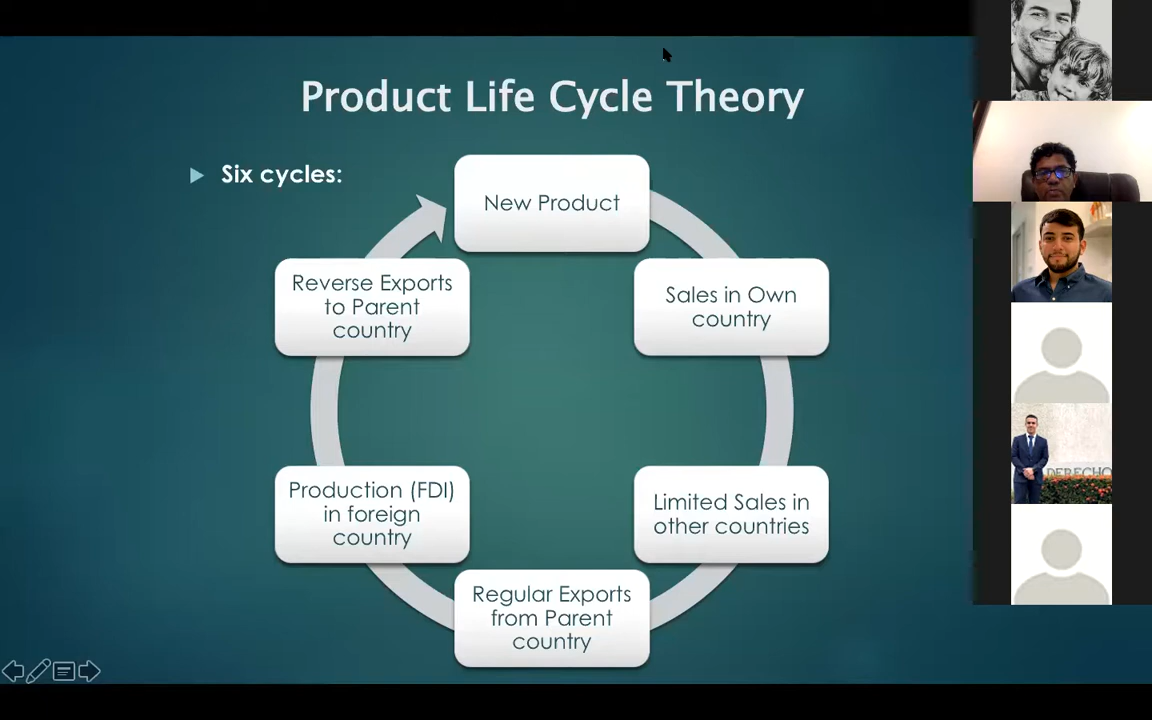 Product Life Cycle Theory
Six cycles:
New Product
Sales in Own
country
Limited Sales in
other countries
Regular Exports
from Parent
country
Production (FDI)
in foreign
country
Reverse Exports
to Parent
country
DERECHO